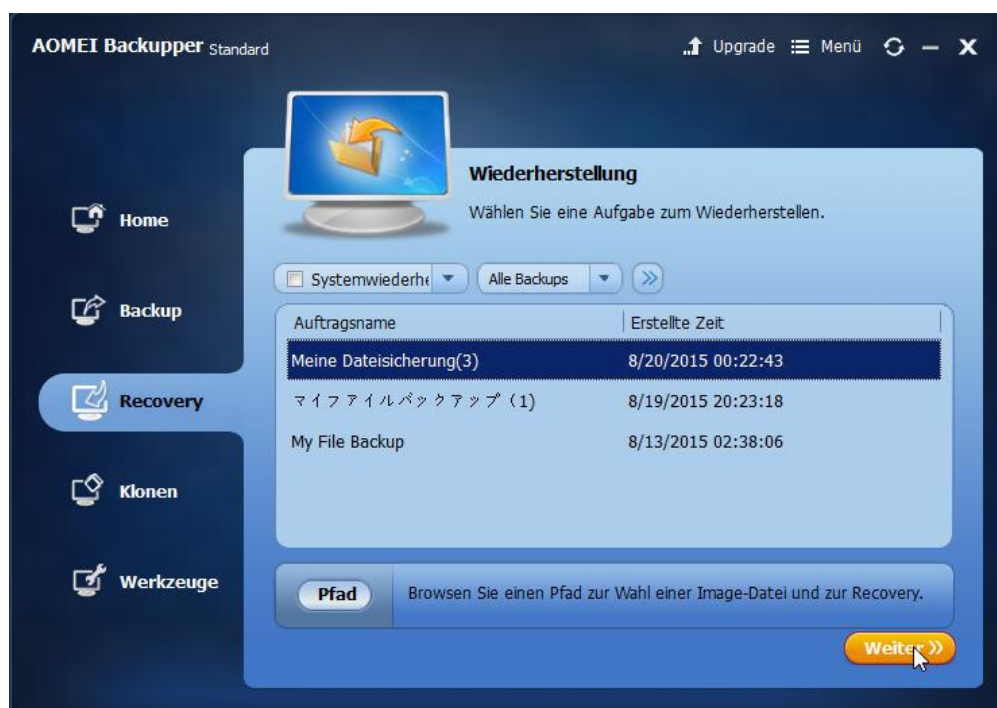 AOMEI Backupper Standard
Upgrade Menü
Wiederherstellung
Wählen Sie eine Aufgabe zum Wiederherstellen.
Home
Backup
Recovery
Klonen
Werkzeuge
Systemwiederhe Alle Backups
Auftragsname Erstellte Zeit
Meine Dateisicherung(3) 8/20/2015 00:22:43
マイファイルバックアップ(1) 8/19/2015 20:23:18
My File Backup 8/13/2015 02:38:06
Pfad Browsen Sie einen Pfad zur Wahl einer Image-Datei und zur Recovery.
Weiter